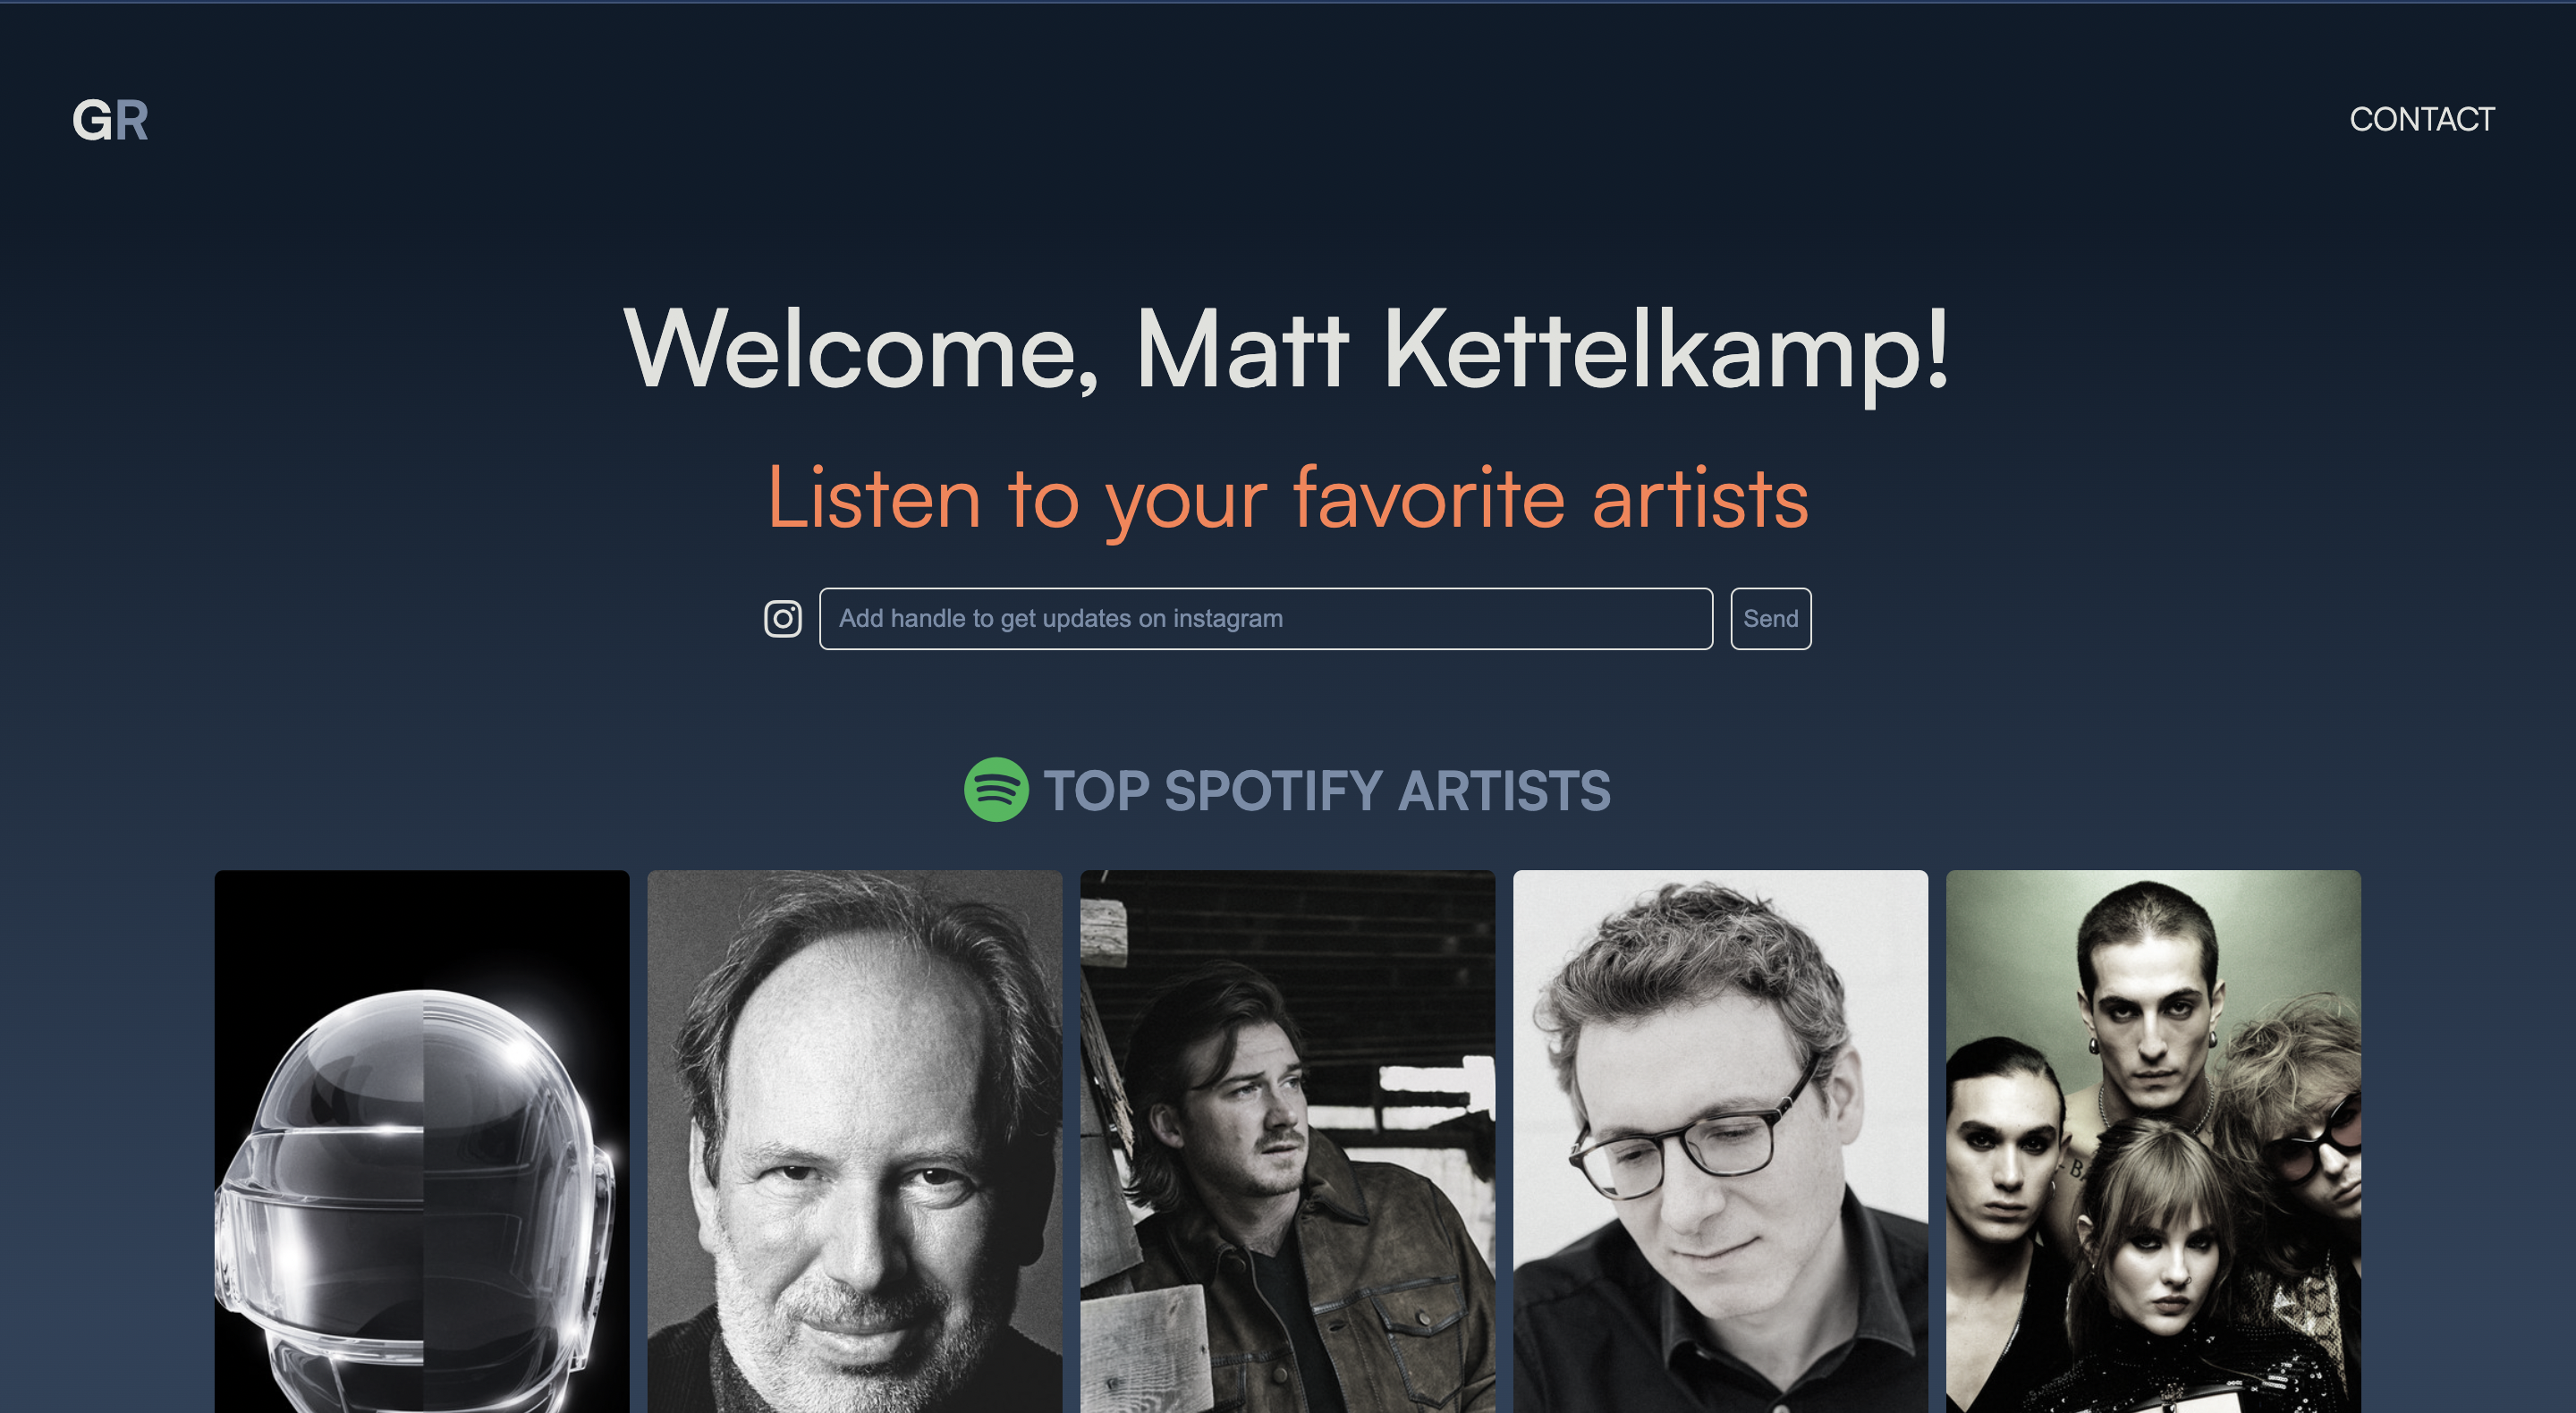 GR
CONTACT
Welcome, Matt Kettelkamp!
Listen to your favorite artists
Add handle to get updates on instagram
Send
TOP SPOTIFY ARTISTS